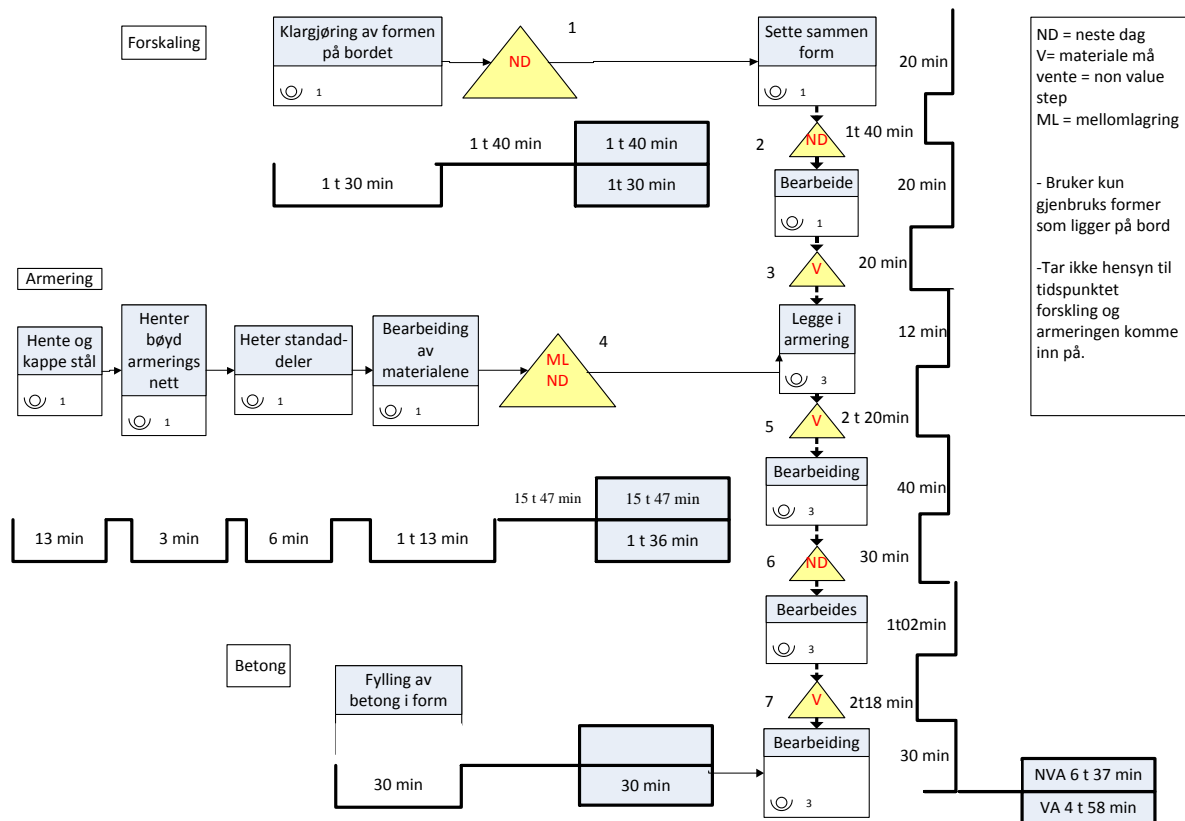 Forskaling
Klargjøring av formen
på bordet
1
ND
1
Sette sammen
form
1
20 min
ND = neste dag
V= materiale må
vente = non value
step
ML = mellomlagring
- Bruker kun
gjenbruks former
som ligger på bord
-Tar ikke hensyn til
tidspunktet
forskling og
armeringen komme
inn på.
1 t 30 min
1 t 40 min
1 t 40 min
1t 30 min
2
ND
1t 40 min
Bearbeide
1
20 min
3
V
20 min
Armering
Hente og
kappe stål
1
Henter
bøyd
armerings
nett
1
Heter standad-
deler
1
Bearbeiding
av
materialene
1
ML
ND
4
Legge i
armering
3
12 min
5
V
2 t 20min
Bearbeiding
3
40 min
13 min
3 min
6 min
1 t 13 min
15 t 47 min
15 t 47 min
1 t 36 min
6
ND
30 min
Bearbeides
3
1t02min
Betong
Fylling av
betong i form
7
V
2t18 min
Bearbeiding
3
30 min
30 min
30 min
NVA 6 t 37 min
VA 4 t 58 min